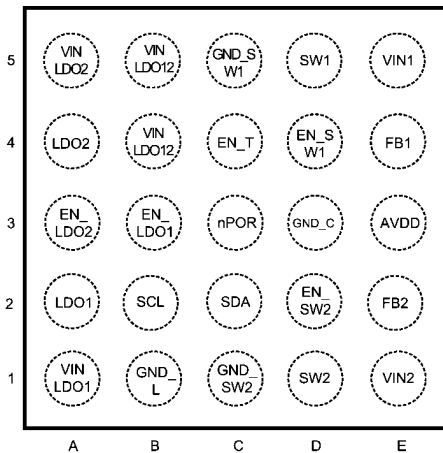 5 VIN LDO2 VIN LDO12 GND_S W1 SW1 VIN1
4 LDO2 VIN LDO12 EN_T EN_S W1 FB1
3 EN_ LDO2 EN_ LDO1 nPOR GND_C AVDD
2 LDO1 SCL SDA EN_ SW2 FB2
1 VIN LDO1 GND_ L GND_ SW2 SW2 VIN2
A B C D E